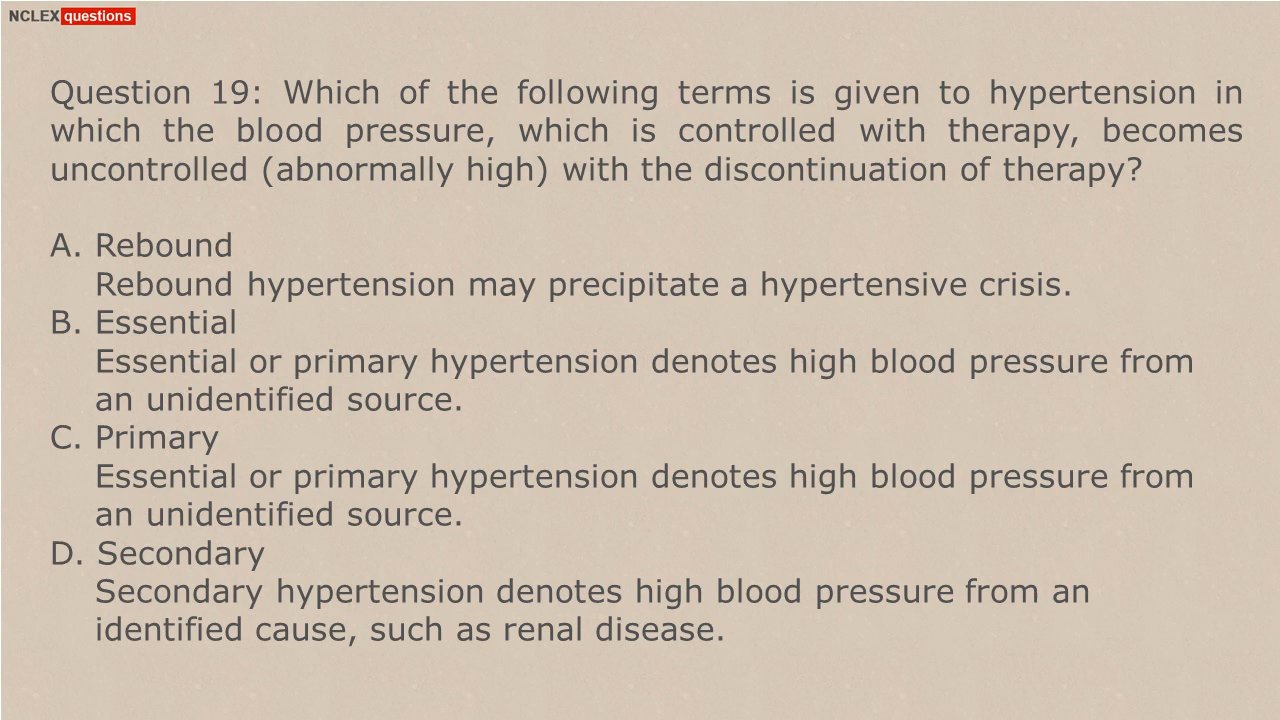 NCLEX questions
Question 19: Which of the following terms is given to hypertension in
which the blood pressure, which is controlled with therapy, becomes
uncontrolled (abnormally high) with the discontinuation of therapy?
A. Rebound
Rebound hypertension may precipitate a hypertensive crisis.
B. Essential
Essential or primary hypertension denotes high blood pressure from
an unidentified source.
C. Primary
Essential or primary hypertension denotes high blood pressure from
an unidentified source.
D. Secondary
Secondary hypertension denotes high blood pressure from an
identified cause, such as renal disease.